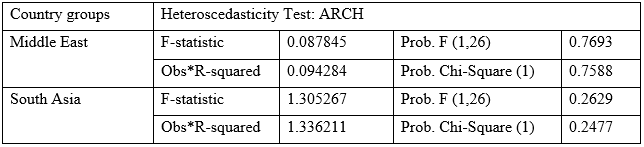 Country groups Heteroscedasticity Test: ARCH
Middle East F-statistic 0.087845 Prob. F (1,26) 0.7693
Obs*R-squared 0.094284 Prob. Chi-Square (1) 0.7588
South Asia F-statistic 1.305267 Prob. F (1,26) 0.2629
Obs*R-squared 1.336211 Prob. Chi-Square (1) 0.2477